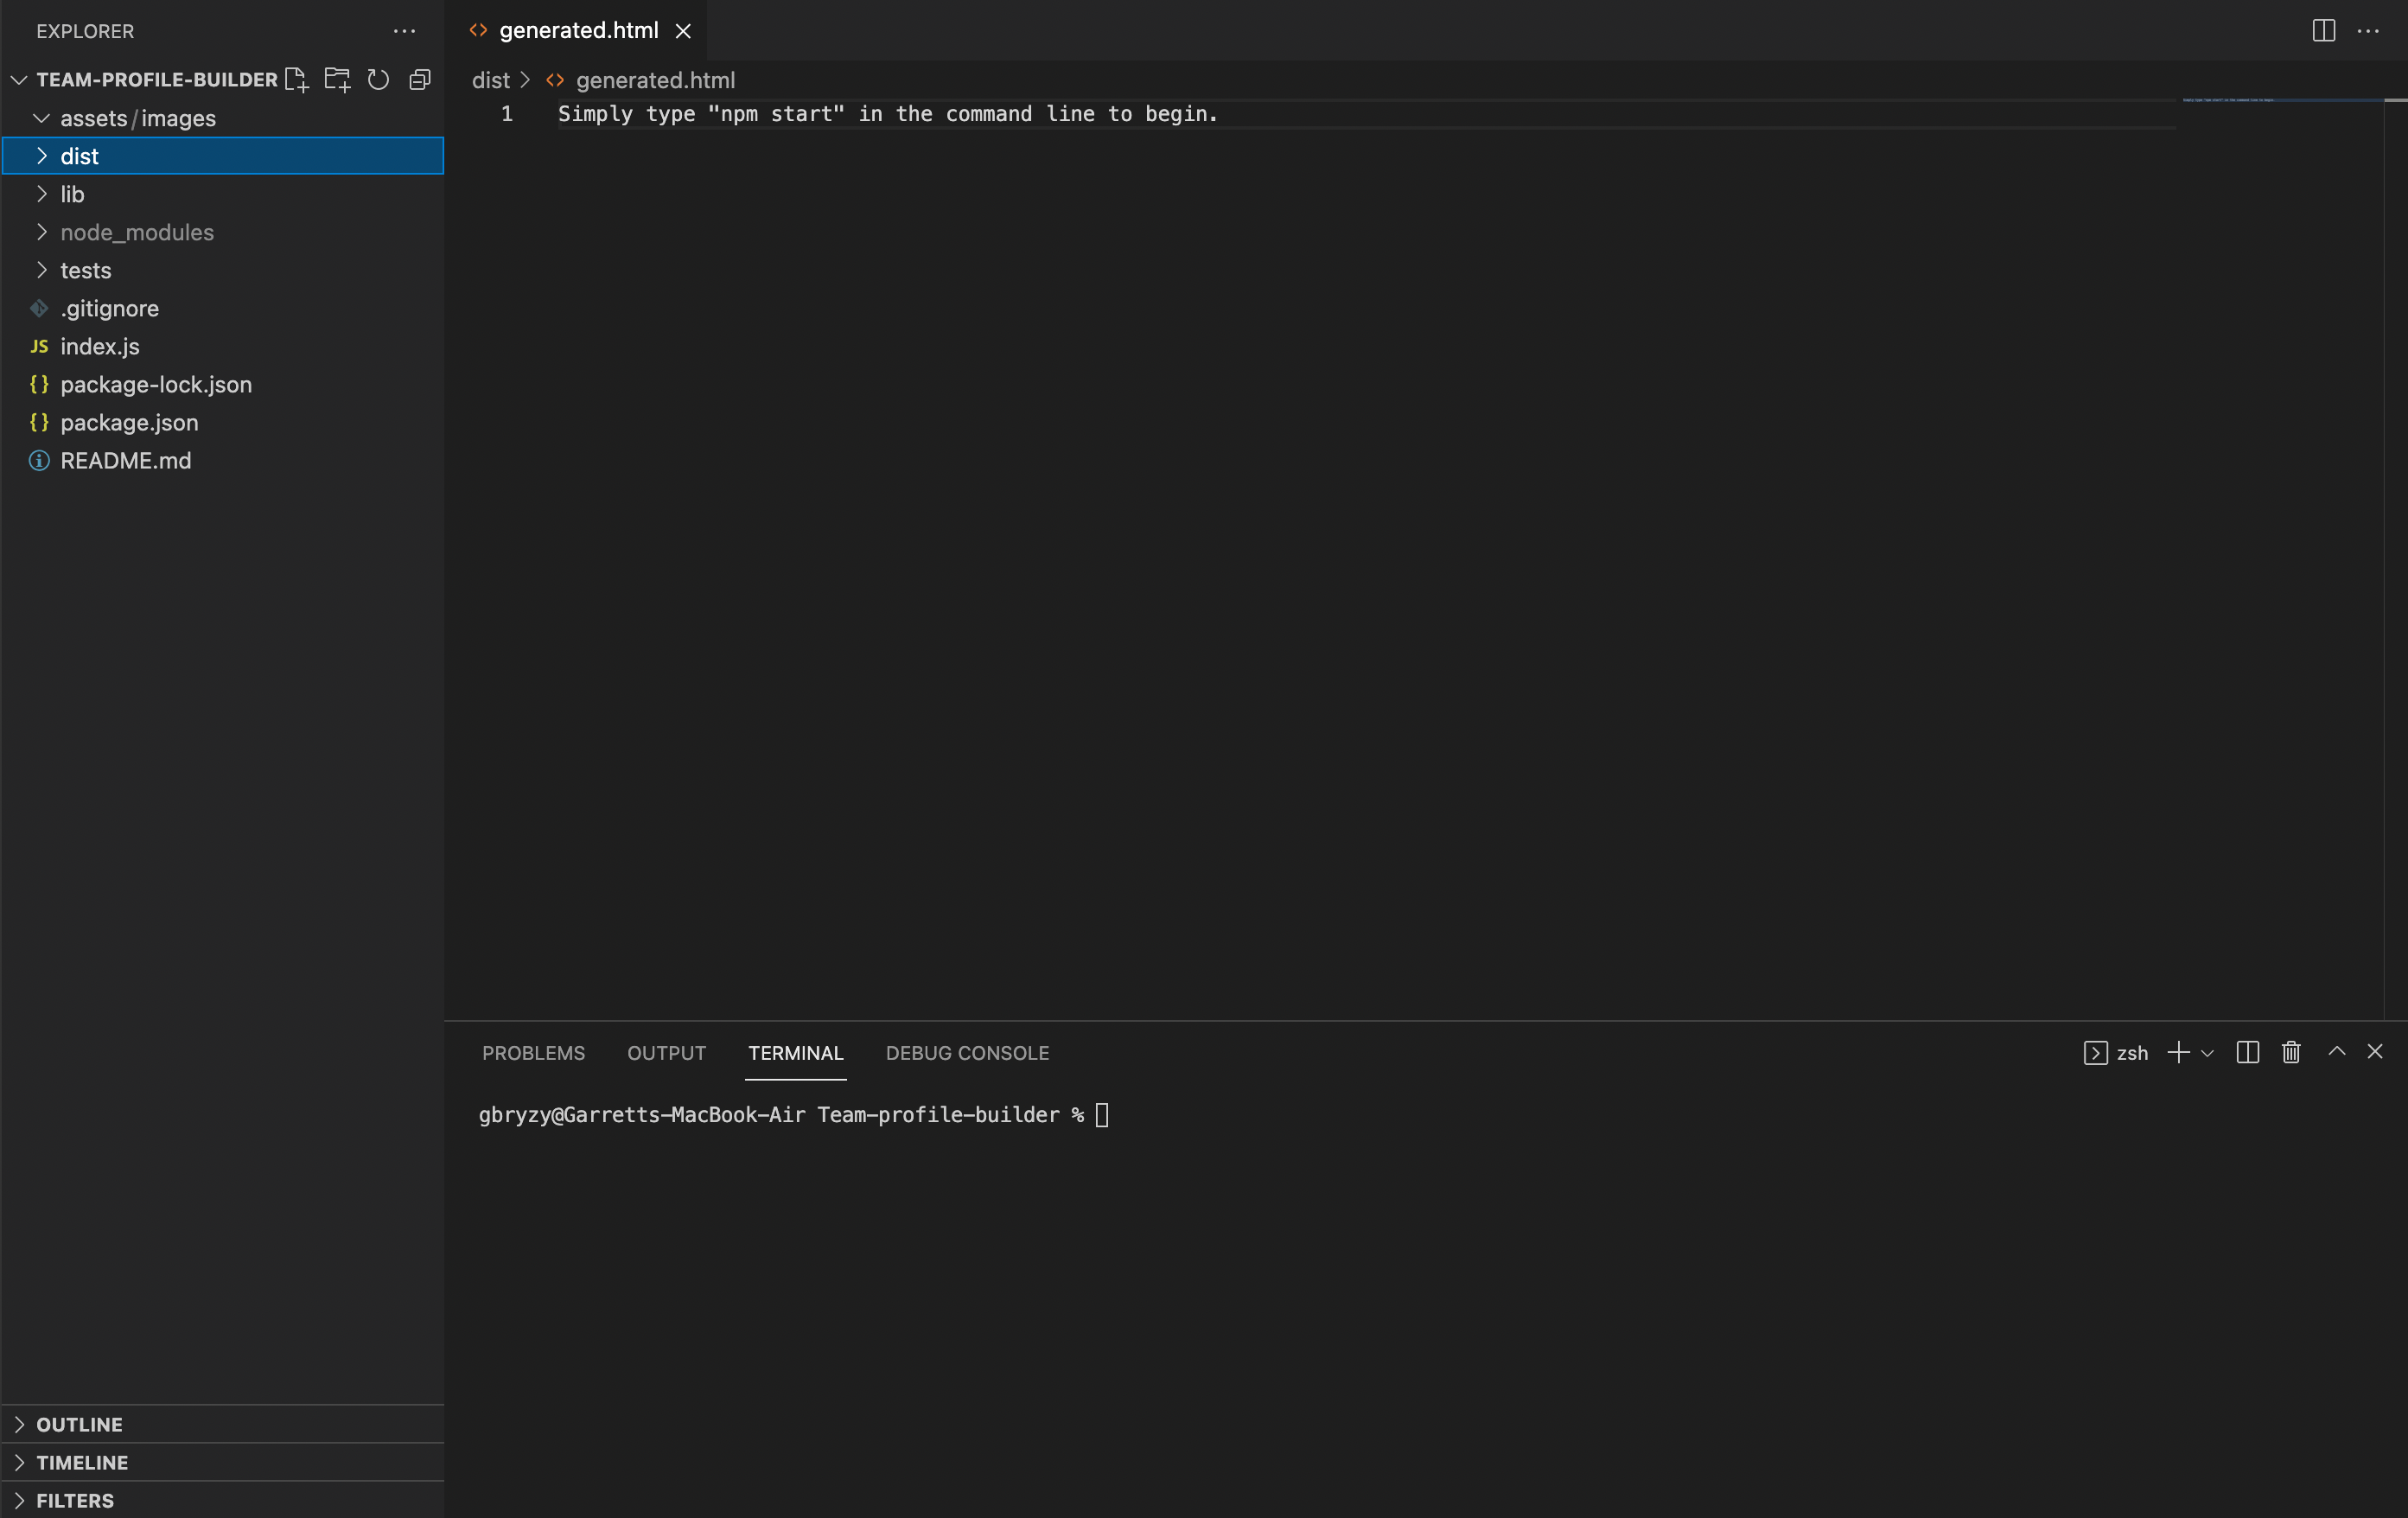 EXPLORER
TEAM-PROFILE-BUILDER
assets/images
dist
lib
node_modules
tests
.gitignore
JS index.js
{} package-lock.json
{} package.json
README.md
OUTLINE
TIMELINE
FILTERS
<> generated.html
dist > <> generated.html
1 Simply type "npm start" in the command line to begin.
PROBLEMS OUTPUT TERMINAL DEBUG CONSOLE
zsh
gbryzy@Garretts-MacBook-Air Team-profile-builder %